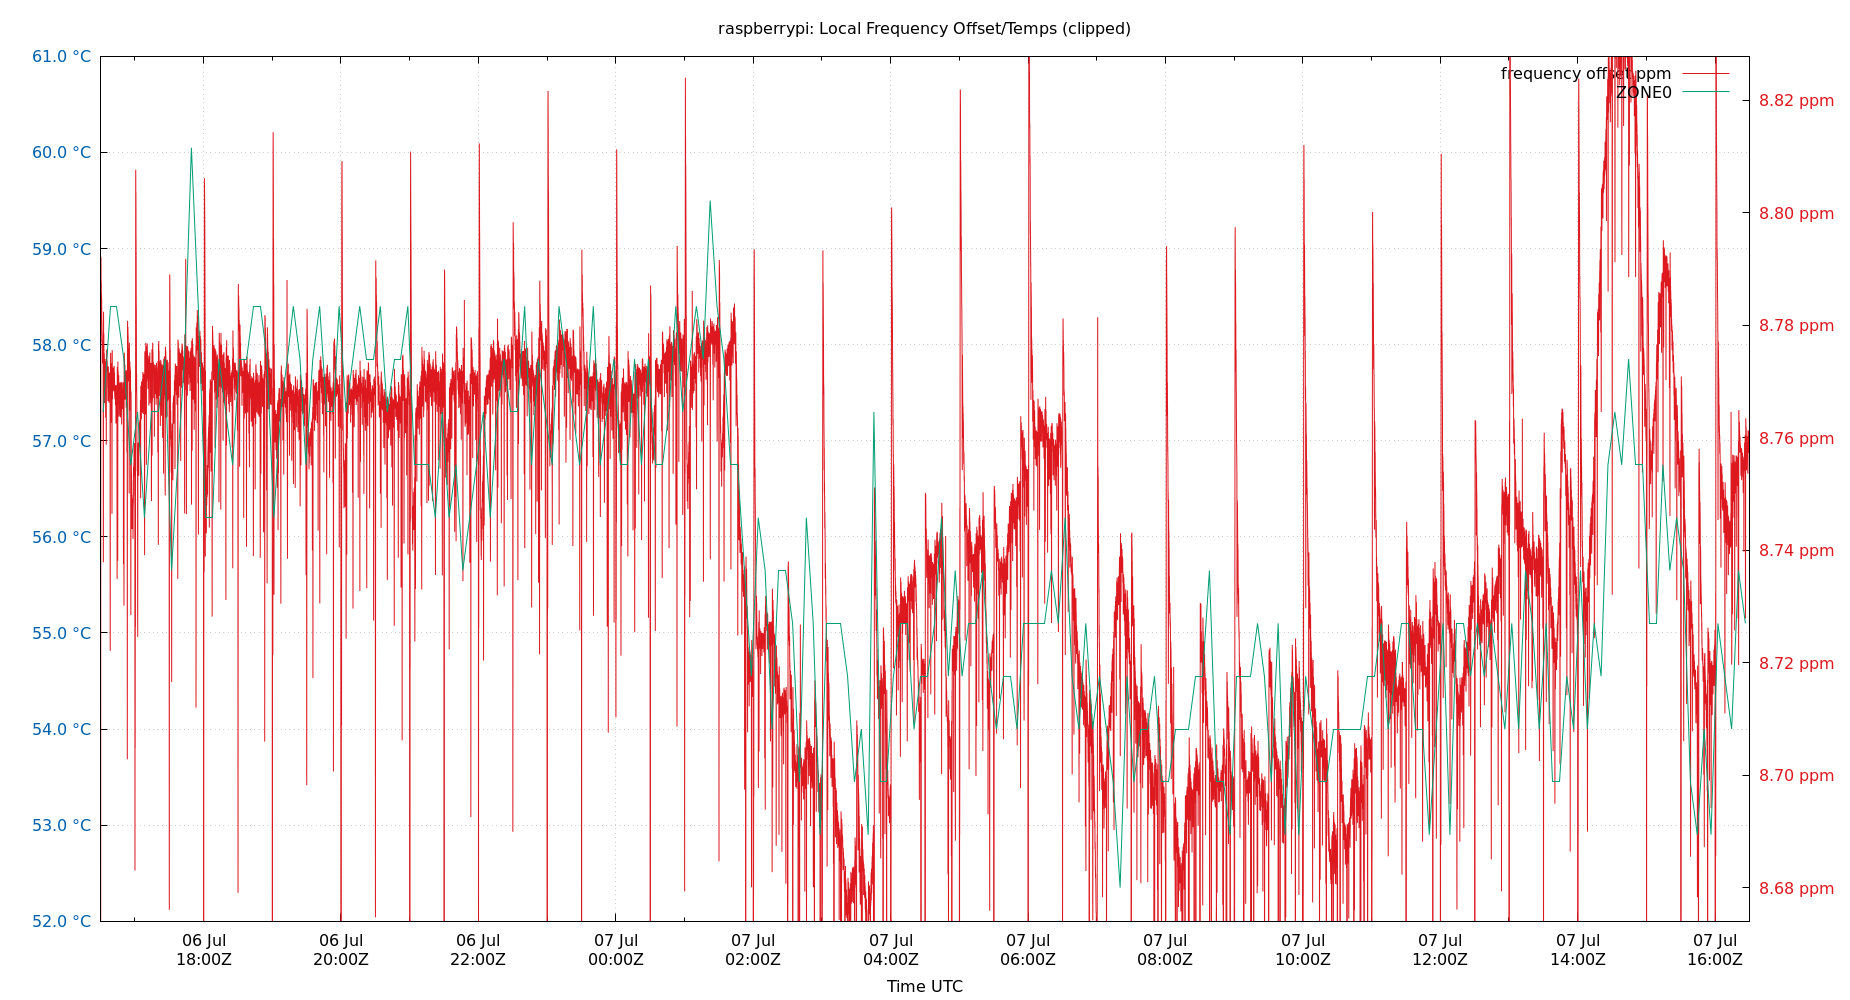 raspberrypi: Local Frequency Offset/Temps (clipped)
61.0 °C
60.0 °C
59.0 °C
58.0 °C
57.0 °C
56.0 °C
55.0 °C
54.0 °C
53.0 °C
52.0 °C
frequency offset ppm
ZONE0
8.82 ppm
8.80 ppm
8.78 ppm
8.76 ppm
8.74 ppm
8.72 ppm
8.70 ppm
8.68 ppm
06 Jul 06 Jul 06 Jul 07 Jul 07 Jul 07 Jul 07 Jul 07 Jul 07 Jul 07 Jul 07 Jul 07 Jul
18:00Z 20:00Z 22:00Z 00:00Z 02:00Z 04:00Z 06:00Z 08:00Z 10:00Z 12:00Z 14:00Z 16:00Z
Time UTC